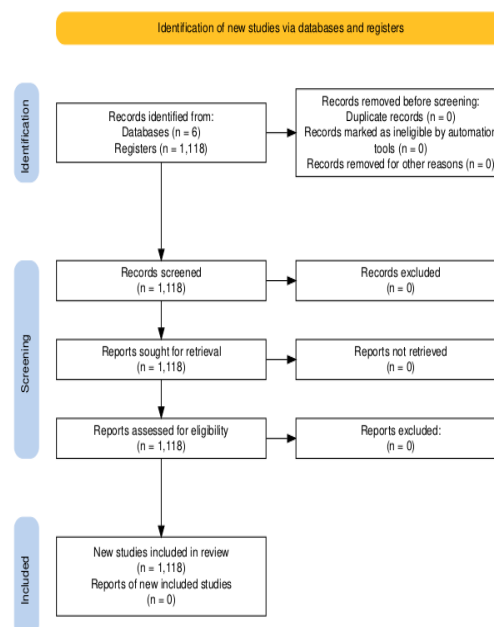 Identification of new studies via databases and registers
Identification
Records identified from:
Databases (n = 6)
Registers (n = 1,118)
Records removed before screening:
Duplicate records (n = 0)
Records marked as ineligible by automation
tools (n = 0)
Records removed for other reasons (n = 0)
Screening
Records screened
(n = 1,118)
Records excluded
(n = 0)
Reports sought for retrieval
(n = 1,118)
Reports not retrieved
(n = 0)
Reports assessed for eligibility
(n = 1,118)
Reports excluded:
(n = 0)
Included
New studies included in review
(n = 1,118)
Reports of new included studies
(n = 0)